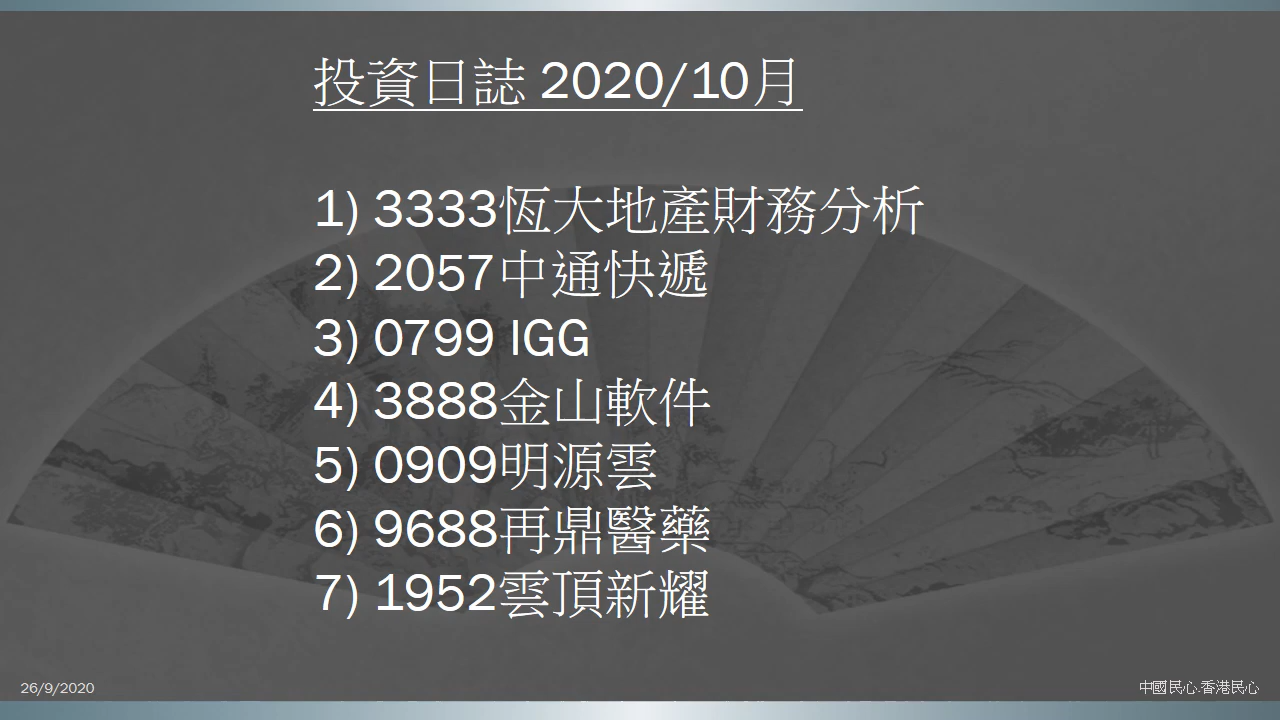 投資日誌 2020/10月
1) 3333恆大地產財務分析
2) 2057中通快遞
3) 0799 IGG
4) 3888金山軟件
5) 0909明源雲
6) 9688再鼎醫藥
7) 1952雲頂新耀
26/9/2020
中國民心.香港民心